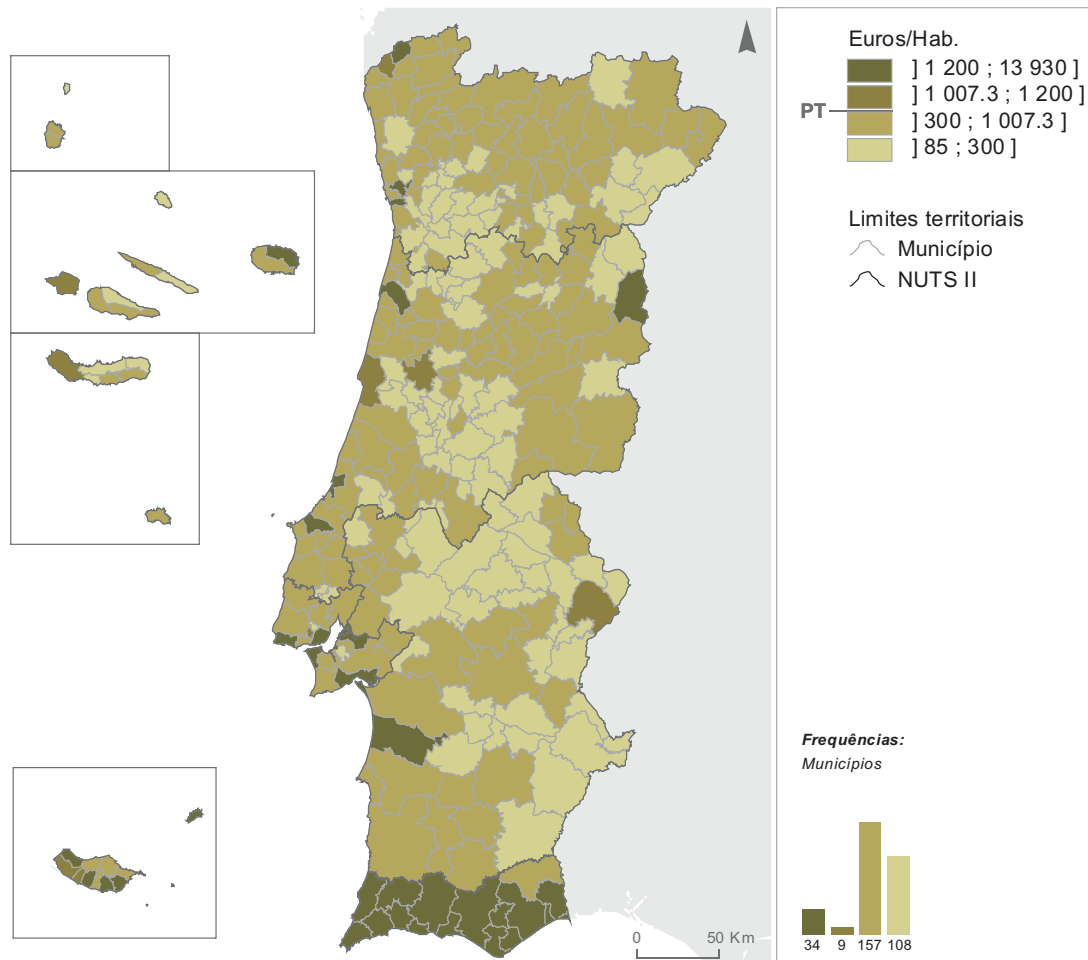 Euros/Hab.
] 1 200 ; 13 930 ]
] 1 007.3 ; 1 200 ]
PT
] 300 ; 1 007.3 ]
] 85 ; 300 ]
Limites territoriais
Município
NUTS II
Frequências:
Municípios
34 9 157 108
0 50 Km